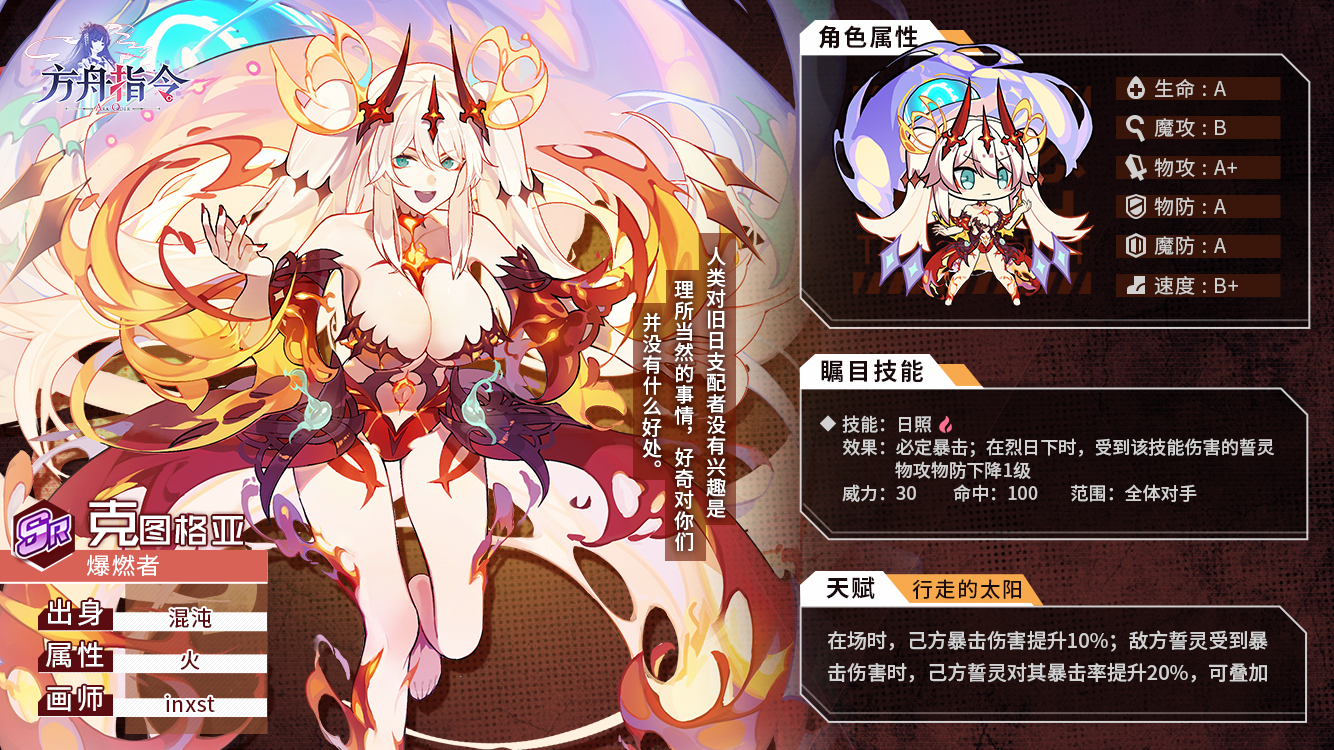 方舟指令
人类对旧日支配者没有兴趣是
理所当然的事情，好奇对你们
并没有什么好处。
SR
克图格亚
爆燃者
出身 混沌
属性 火
画师 inxst
角色属性
生命：A
魔攻：B
物攻：A+
物防：A
魔防：A
速度：B+
瞩目技能
◆ 技能：日照
效果：必定暴击；在烈日下时，受到该技能伤害的誓灵
物攻物防下降1级
威力：30 命中：100 范围：全体对手
天赋 行走的太阳
在场时，己方暴击伤害提升10%；敌方誓灵受到暴
击伤害时，己方誓灵对其暴击率提升20%，可叠加